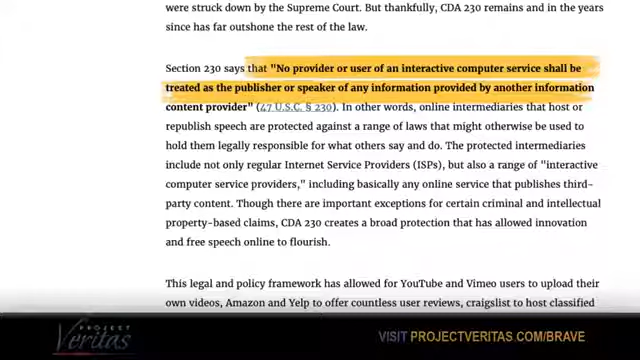 were struck down by the Supreme Court. But thankfully, CDA 230 remains and in the years
since has far outshone the rest of the law.
Section 230 says that "No provider or user of an interactive computer service shall be
treated as the publisher or speaker of any information provided by another information
content provider" (47 U.S.C. § 230). In other words, online intermediaries that host or
republish speech are protected against a range of laws that might otherwise be used to
hold them legally responsible for what others say and do. The protected intermediaries
include not only regular Internet Service Providers (ISPs), but also a range of "interactive
computer service providers," including basically any online service that publishes third-
party content. Though there are important exceptions for certain criminal and intellectual
property-based claims, CDA 230 creates a broad protection that has allowed innovation
and free speech online to flourish.
This legal and policy framework has allowed for YouTube and Vimeo users to upload their
own videos, Amazon and Yelp to offer countless user reviews, craigslist to host classified
PROJECT
Veritas
VISIT PROJECTVERITAS.COM/BRAVE